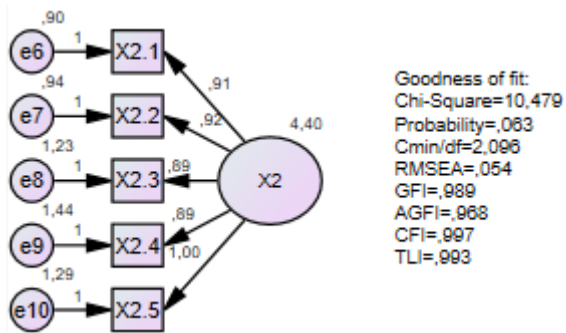 ,90
e6 1 X2.1
,91
,94
e7 1 X2.2
,92
4,40
1,23
e8 1 X2.3 ,89 X2
1,44
e9 1 X2.4 ,89
1,00
1,29
e10 1 X2.5
Goodness of fit:
Chi-Square=10,479
Probability=,063
Cmin/df=2,096
RMSEA=,054
GFI=,989
AGFI=,968
CFI=,997
TLI=,993